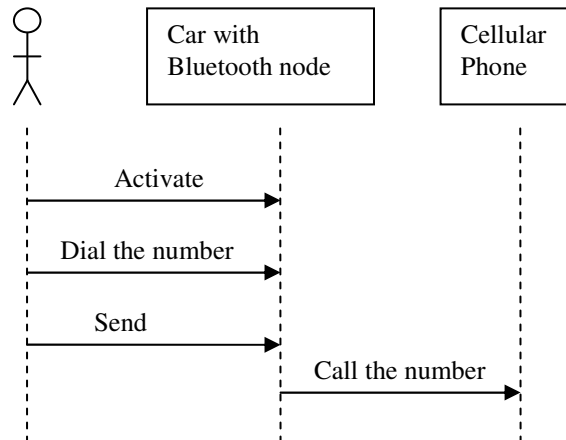 Car with
Bluetooth node
Cellular
Phone
Activate
Dial the number
Send
Call the number